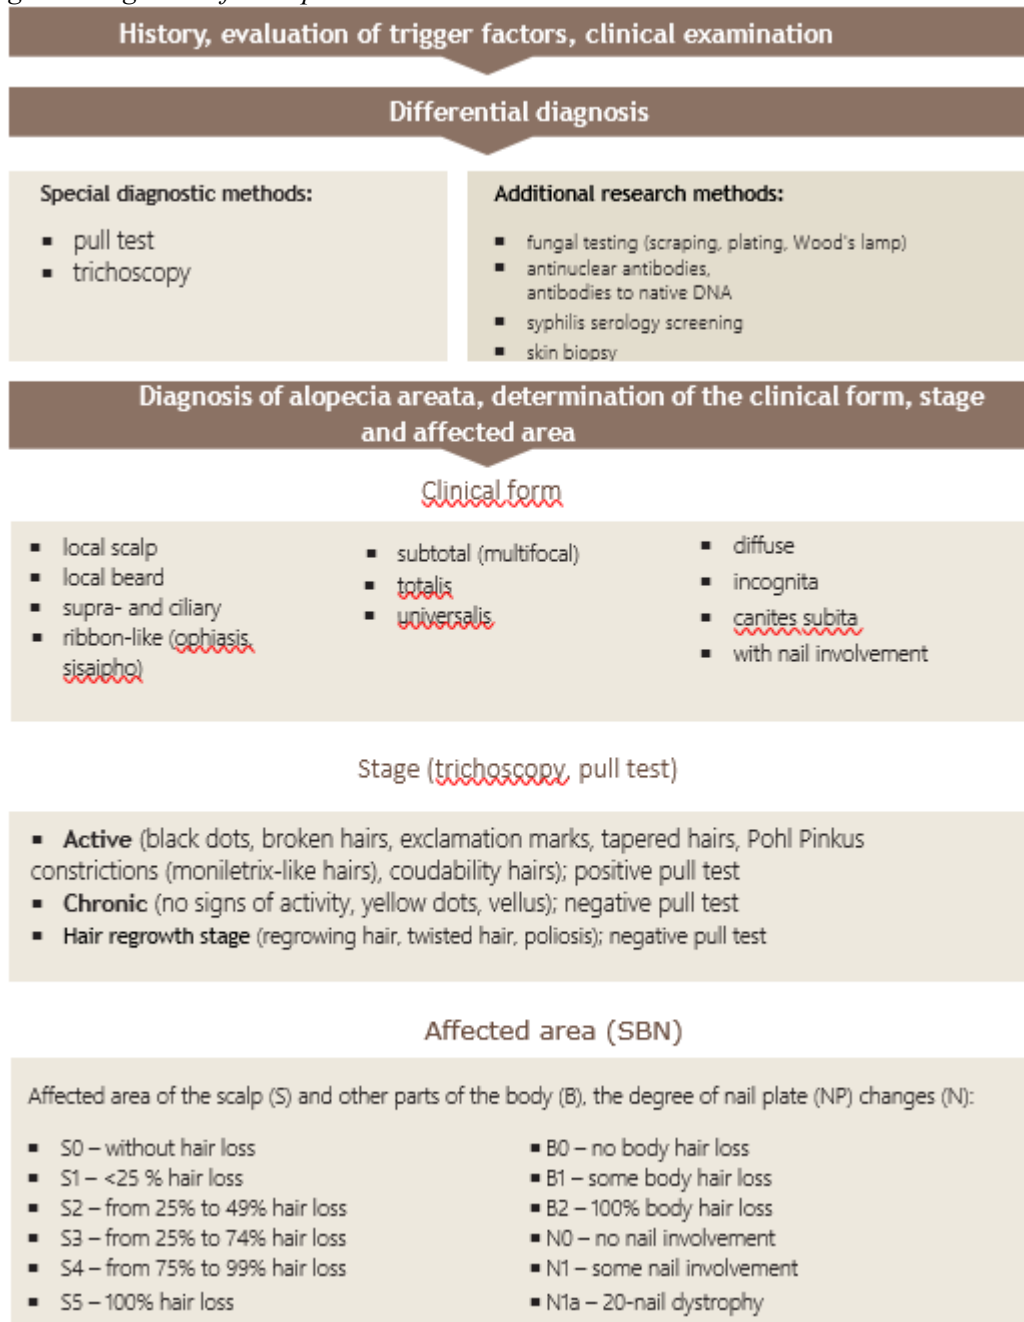 History, evaluation of trigger factors, clinical examination
Differential diagnosis
Special diagnostic methods:
▪ pull test
▪ trichoscopy
Additional research methods:
▪ fungal testing (scraping, plating, Wood's lamp)
▪ antinuclear antibodies,
antibodies to native DNA
▪ syphilis serology screening
▪ skin biopsy
Diagnosis of alopecia areata, determination of the clinical form, stage
and affected area
Clinical form
▪ local scalp
▪ local beard
▪ supra- and ciliary
▪ ribbon-like (ophiasis,
sisaipho)
▪ subtotal (multifocal)
▪ totalis
▪ universalis
▪ diffuse
▪ incognita
▪ canites subita
▪ with nail involvement
Stage (trichoscopy, pull test)
▪ Active (black dots, broken hairs, exclamation marks, tapered hairs, Pohl Pinkus
constrictions (moniletrix-like hairs), coudability hairs); positive pull test
▪ Chronic (no signs of activity, yellow dots, vellus); negative pull test
▪ Hair regrowth stage (regrowing hair, twisted hair, poliosis); negative pull test
Affected area (SBN)
Affected area of the scalp (S) and other parts of the body (B), the degree of nail plate (NP) changes (N):
▪ S0 – without hair loss
▪ S1 – <25 % hair loss
▪ S2 – from 25% to 49% hair loss
▪ S3 – from 25% to 74% hair loss
▪ S4 – from 75% to 99% hair loss
▪ S5 – 100% hair loss
▪ B0 – no body hair loss
▪ B1 – some body hair loss
▪ B2 – 100% body hair loss
▪ N0 – no nail involvement
▪ N1 – some nail involvement
▪ N1a – 20-nail dystrophy